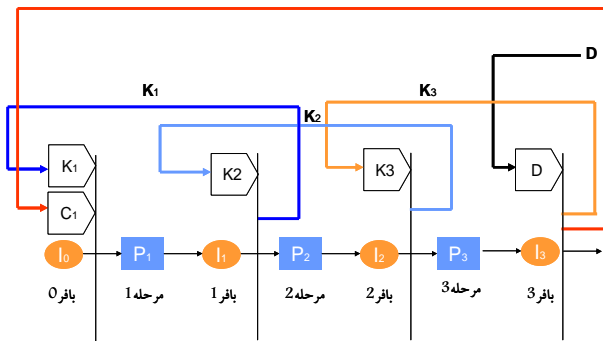 D
K1
K2
K3
K1
K2
K3
D
C1
I0
P1
I1
P2
I2
P3
I3
بافر0
مرحله1
بافر1
مرحله2
بافر2
مرحله3
بافر3